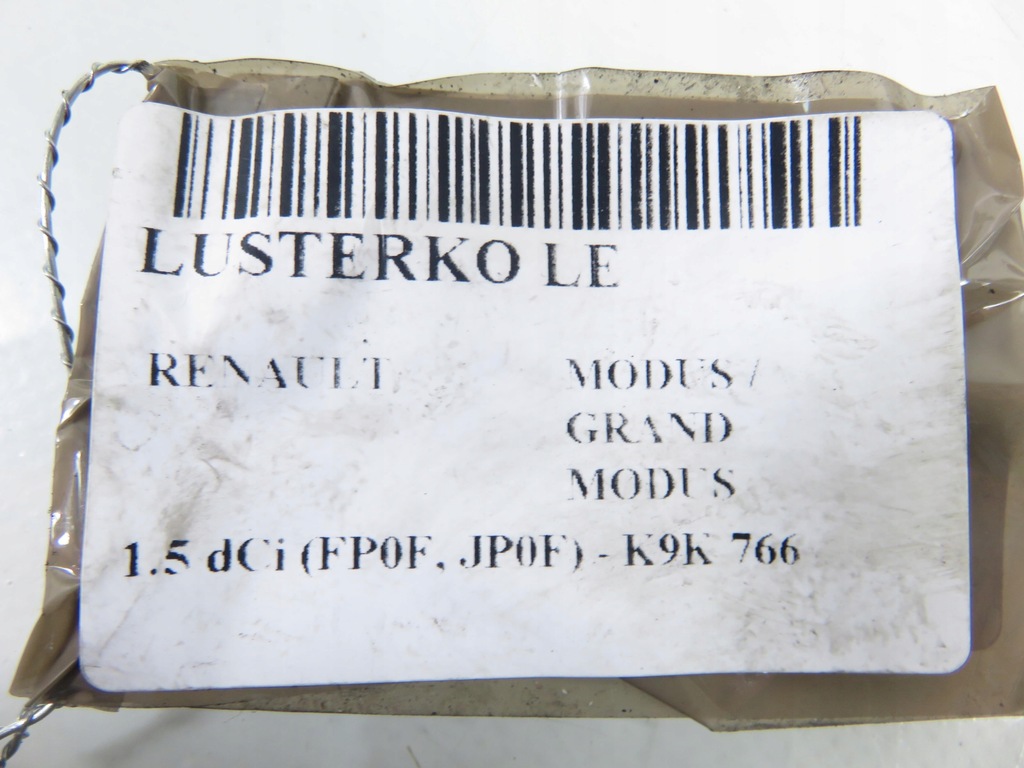 LUSTERKO LE
RENAULT MODUS /
GRAND
MODUS
1.5 dCi (FP0F, JP0F) - K9K 766